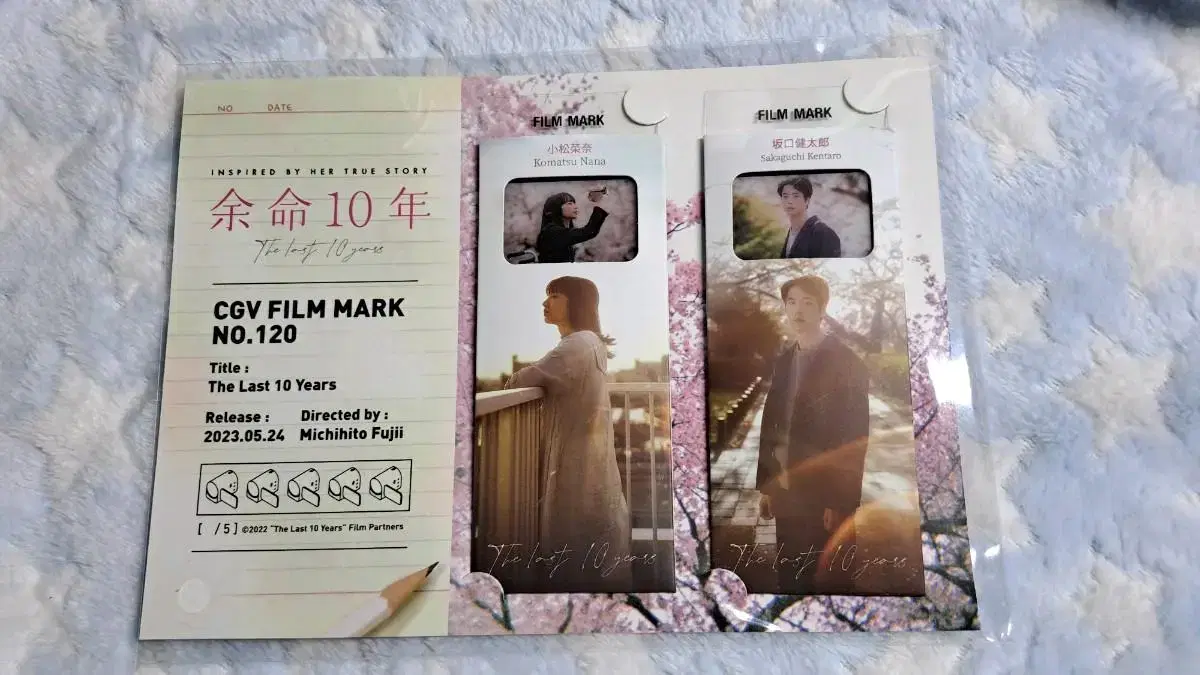 NO DATE
INSPIRED BY HER TRUE STORY
余命10年
The last 10 years
CGV FILM MARK
NO.120
Title :
The Last 10 Years
Release : Directed by :
2023.05.24 Michihito Fujii
[ /5] ©2022 "The Last 10 Years" Film Partners
FILM MARK
小松菜奈
Komatsu Nana
The last 10 years
FILM MARK
坂口健太郎
Sakaguchi Kentaro
The last 10 years